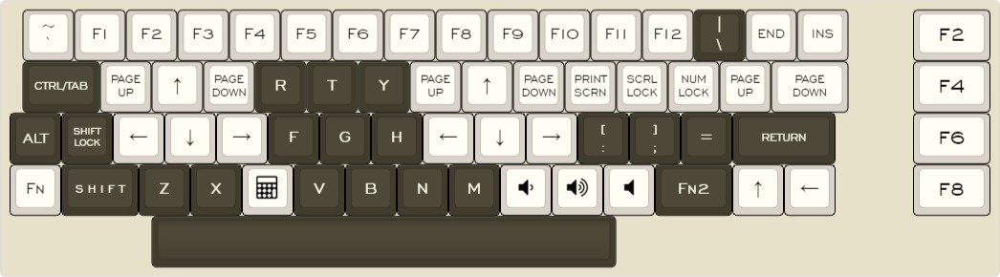 ~ F1 F2 F3 F4 F5 F6 F7 F8 F9 F10 F11 F12 | END INS F2
` \
CTRL/TAB PAGE UP ↑ PAGE DOWN R T Y PAGE UP ↑ PAGE DOWN PRINT SCRN SCRL LOCK NUM LOCK PAGE UP PAGE DOWN F4
ALT SHIFT LOCK ← ↓ → F G H ← ↓ → [ : ] ; = RETURN F6
FN SHIFT Z X V B N M FN2 ↑ ← F8